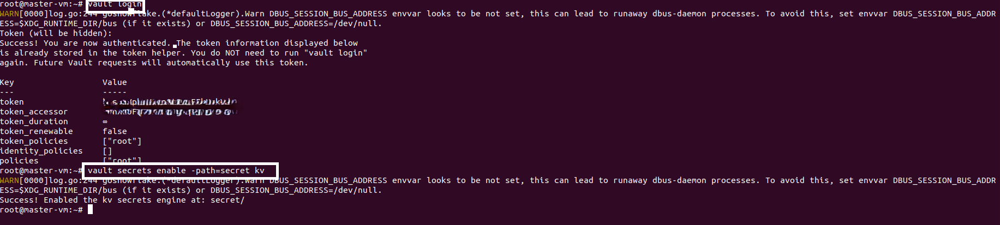 root@master-vm:~# vault login
WARN[0000]log.go:244 gosnowflake.(*defaultLogger).Warn DBUS_SESSION_BUS_ADDRESS envvar looks to be not set, this can lead to runaway dbus-daemon processes. To avoid this, set envvar DBUS_SESSION_BUS_ADDR
ESS=$XDG_RUNTIME_DIR/bus (if it exists) or DBUS_SESSION_BUS_ADDRESS=/dev/null.
Token (will be hidden):
Success! You are now authenticated. The token information displayed below
is already stored in the token helper. You do NOT need to run "vault login"
again. Future Vault requests will automatically use this token.
Key Value
--- -----
token
token_accessor
token_duration ∞
token_renewable false
token_policies ["root"]
identity_policies []
policies ["root"]
root@master-vm:~# vault secrets enable -path=secret kv
WARN[0000]log.go:244 gosnowflake.(*defaultLogger).Warn DBUS_SESSION_BUS_ADDRESS envvar looks to be not set, this can lead to runaway dbus-daemon processes. To avoid this, set envvar DBUS_SESSION_BUS_ADDR
ESS=$XDG_RUNTIME_DIR/bus (if it exists) or DBUS_SESSION_BUS_ADDRESS=/dev/null.
Success! Enabled the kv secrets engine at: secret/
root@master-vm:~#